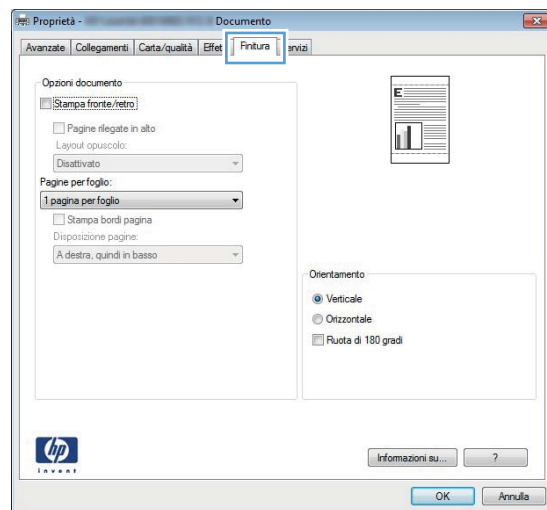 Proprietà - Documento
Avanzate Collegamenti Carta/qualità Effet Finitura ervizi
Opzioni documento
Stampa fronte/retro
Pagine rilegate in alto
Layout opuscolo:
Disattivato
Pagine per foglio:
1 pagina per foglio
Stampa bordi pagina
Disposizione pagine:
A destra, quindi in basso
E
Orientamento
Verticale
Orizzontale
Ruota di 180 gradi
hp
invent
Informazioni su... ?
OK Annulla